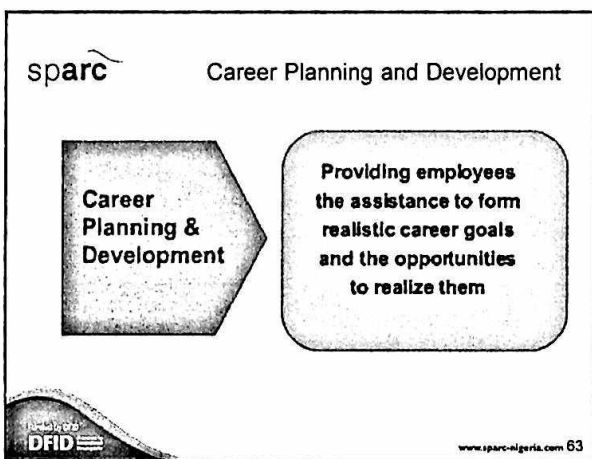 sparc
Career Planning and Development
Career
Planning &
Development
Providing employees
the assistance to form
realistic career goals
and the opportunities
to realize them
DFID
www.sparc-nigeria.com 63